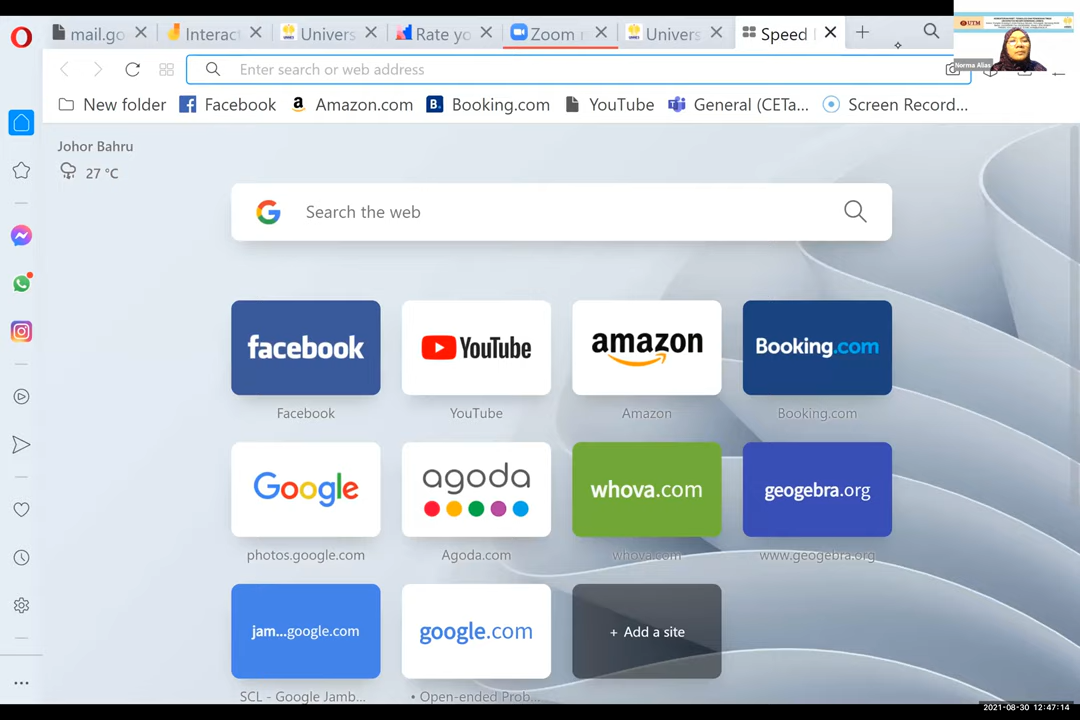 mail.go
Interact
Univers
Rate yo
Zoom
Univers
Speed
UTM
Norma Alias
Enter search or web address
New folder
Facebook
Amazon.com
Booking.com
YouTube
General (CETa...
Screen Record...
Johor Bahru
27 °C
Search the web
facebook
YouTube
amazon
Booking.com
Facebook
YouTube
Amazon
Booking.com
Google
agoda
whova.com
geogebra.org
photos.google.com
Agoda.com
whova.com
www.geogebra.org
jam...google.com
google.com
+ Add a site
SCL - Google Jamb...
• Open-ended Prob...
2021-08-30 12:47:14